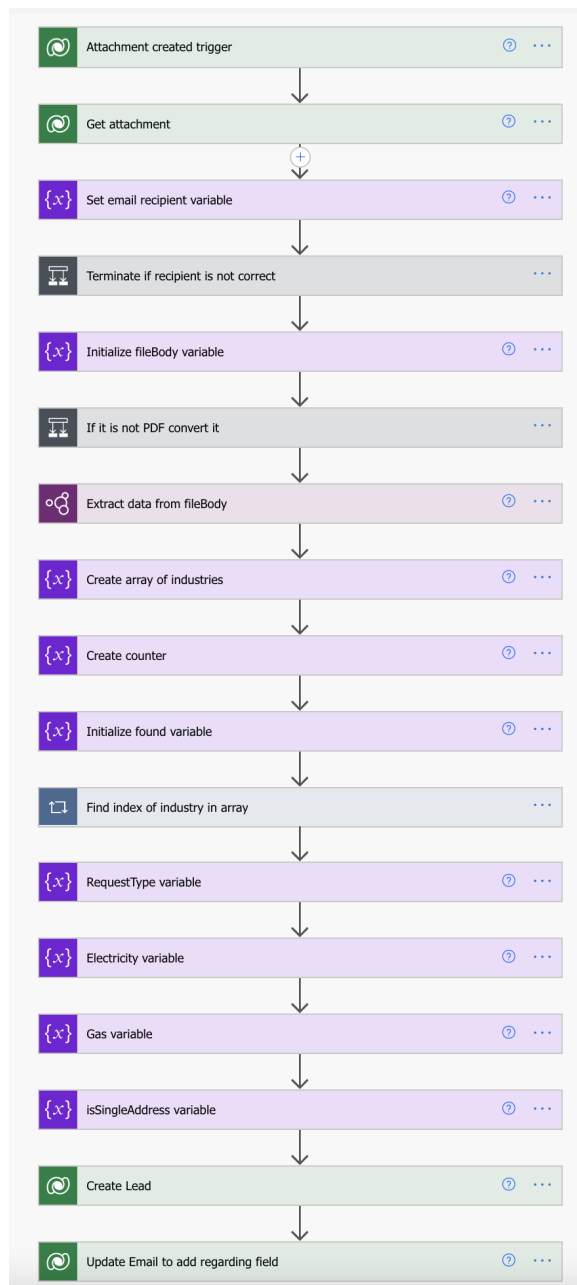 Attachment created trigger
Get attachment
{x} Set email recipient variable
Terminate if recipient is not correct
{x} Initialize fileBody variable
If it is not PDF convert it
Extract data from fileBody
{x} Create array of industries
{x} Create counter
{x} Initialize found variable
Find index of industry in array
{x} RequestType variable
{x} Electricity variable
{x} Gas variable
{x} isSingleAddress variable
Create Lead
Update Email to add regarding field